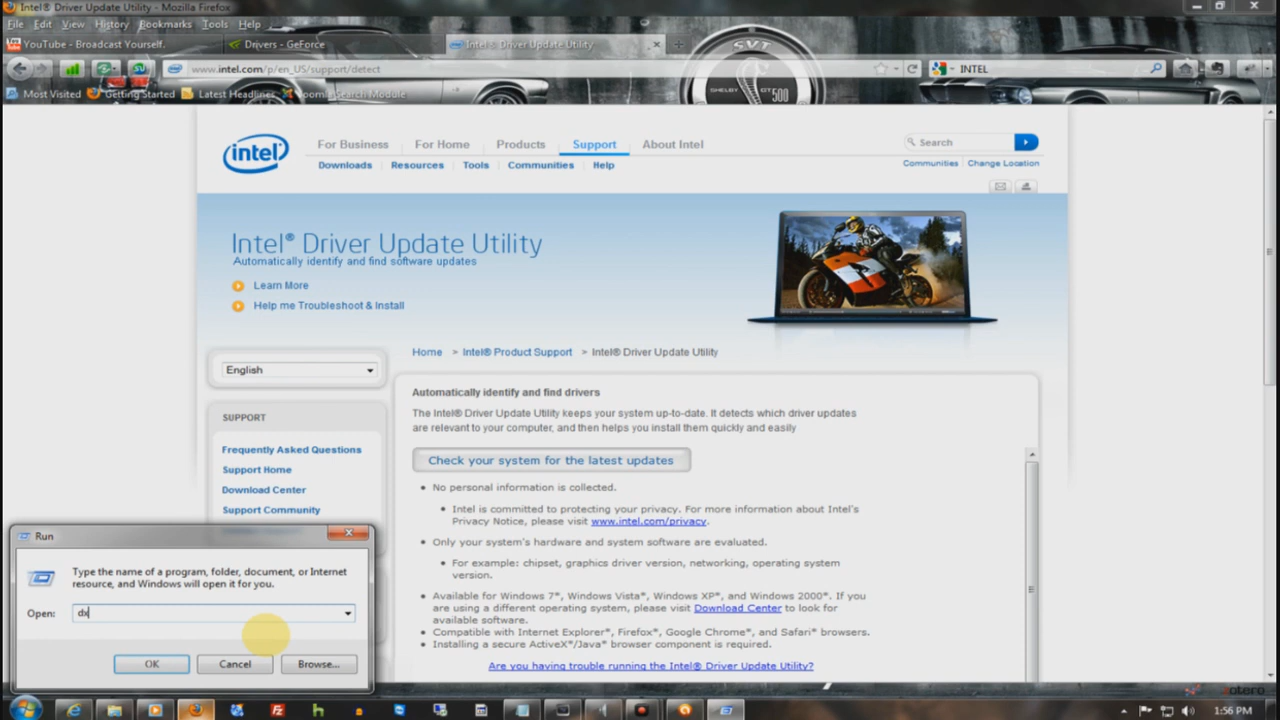 Intel® Driver Update Utility - Mozilla Firefox
File Edit View History Bookmarks Tools Help
YouTube - Broadcast Yourself.
Drivers - GeForce
Intel® Driver Update Utility
www.intel.com/p/en_US/support/detect
INTEL
Most Visited Getting Started Latest Headlines Joomla Search Module
SVT
SHELBY GT 500
intel
For Business For Home Products Support About Intel
Search
Downloads Resources Tools Communities Help
Communities Change Location
Intel® Driver Update Utility
Automatically identify and find software updates
Learn More
Help me Troubleshoot & Install
Home > Intel® Product Support > Intel® Driver Update Utility
English
Automatically identify and find drivers
The Intel® Driver Update Utility keeps your system up-to-date. It detects which driver updates
are relevant to your computer, and then helps you install them quickly and easily
SUPPORT
Frequently Asked Questions
Support Home
Download Center
Support Community
Check your system for the latest updates
No personal information is collected.
Intel is committed to protecting your privacy. For more information about Intel's
Privacy Notice, please visit www.intel.com/privacy.
Only your system's hardware and system software are evaluated.
For example: chipset, graphics driver version, networking, operating system
version.
Available for Windows 7*, Windows Vista*, Windows XP*, and Windows 2000*. If you
are using a different operating system, please visit Download Center to look for
available software.
Compatible with Internet Explorer*, Firefox*, Google Chrome*, and Safari* browsers.
Installing a secure ActiveX*/Java* browser component is required.
Are you having trouble running the Intel® Driver Update Utility?
Run
Type the name of a program, folder, document, or Internet
resource, and Windows will open it for you.
Open: dx
OK Cancel Browse...
xotero
1:56 PM